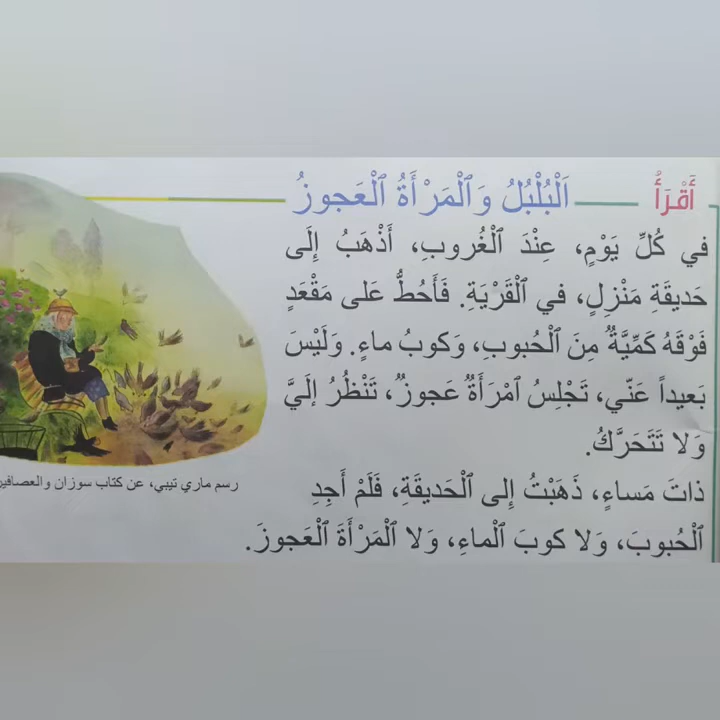 أَقْرَأُ
اَلْبُلْبُلُ وَٱلْمَرْأَةُ ٱلْعَجوزُ
في كُلِّ يَوْمٍ، عِنْدَ ٱلْغُروبِ، أَذْهَبُ إِلَى
حَديقَةِ مَنْزِلٍ، في ٱلْقَرْيَةِ. فَأَحُطُّ عَلى مَقْعَدٍ
فَوْقَهُ كَمِّيَّةٌ مِنَ ٱلْحُبوبِ، وَكوبُ ماءٍ. وَلَيْسَ
بَعيداً عَنّي، تَجْلِسُ ٱمْرَأَةٌ عَجوزٌ، تَنْظُرُ إِلَيَّ
وَلا تَتَحَرَّكُ.
ذاتَ مَساءٍ، ذَهَبْتُ إِلى ٱلْحَديقَةِ، فَلَمْ أَجِدِ
ٱلْحُبوبَ، وَلا كوبَ ٱلْماءِ، وَلا ٱلْمَرْأَةَ ٱلْعَجوزَ.
رسم ماري تيبي، عن كتاب سوزان والعصافير